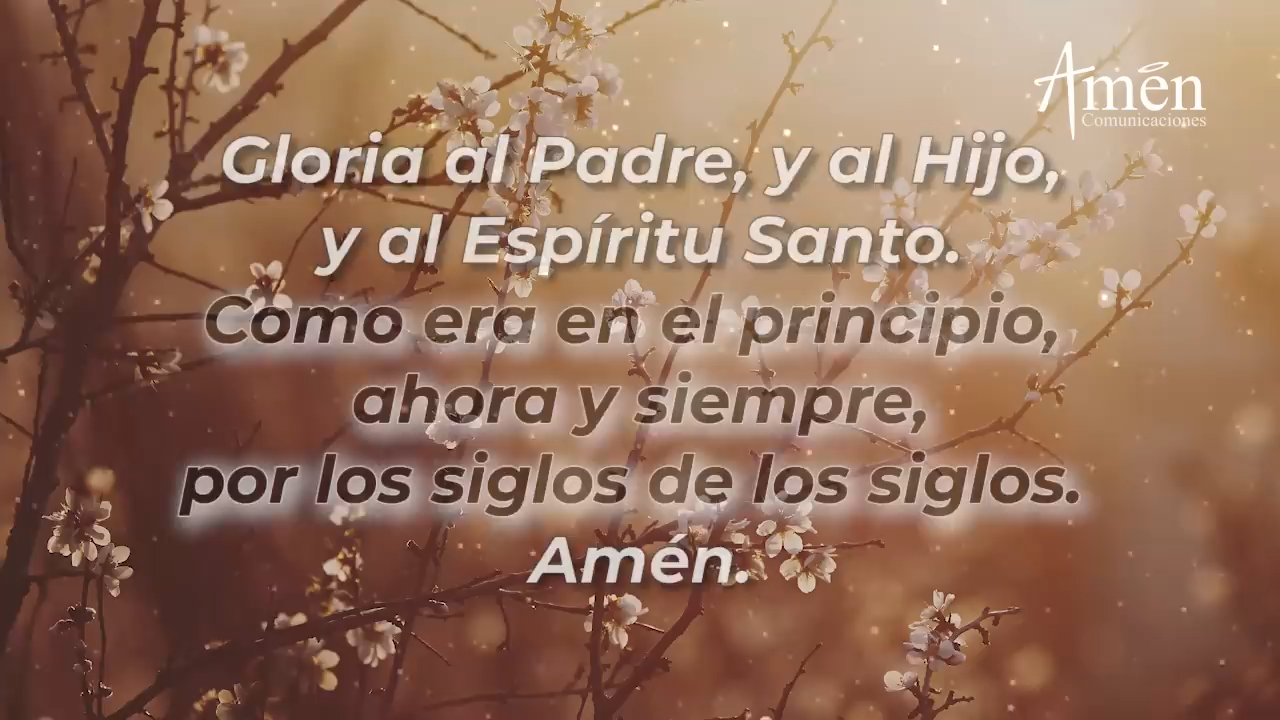 Amén
Comunicaciones
Gloria al Padre, y al Hijo,
y al Espíritu Santo.
Como era en el principio,
ahora y siempre,
por los siglos de los siglos.
Amén.